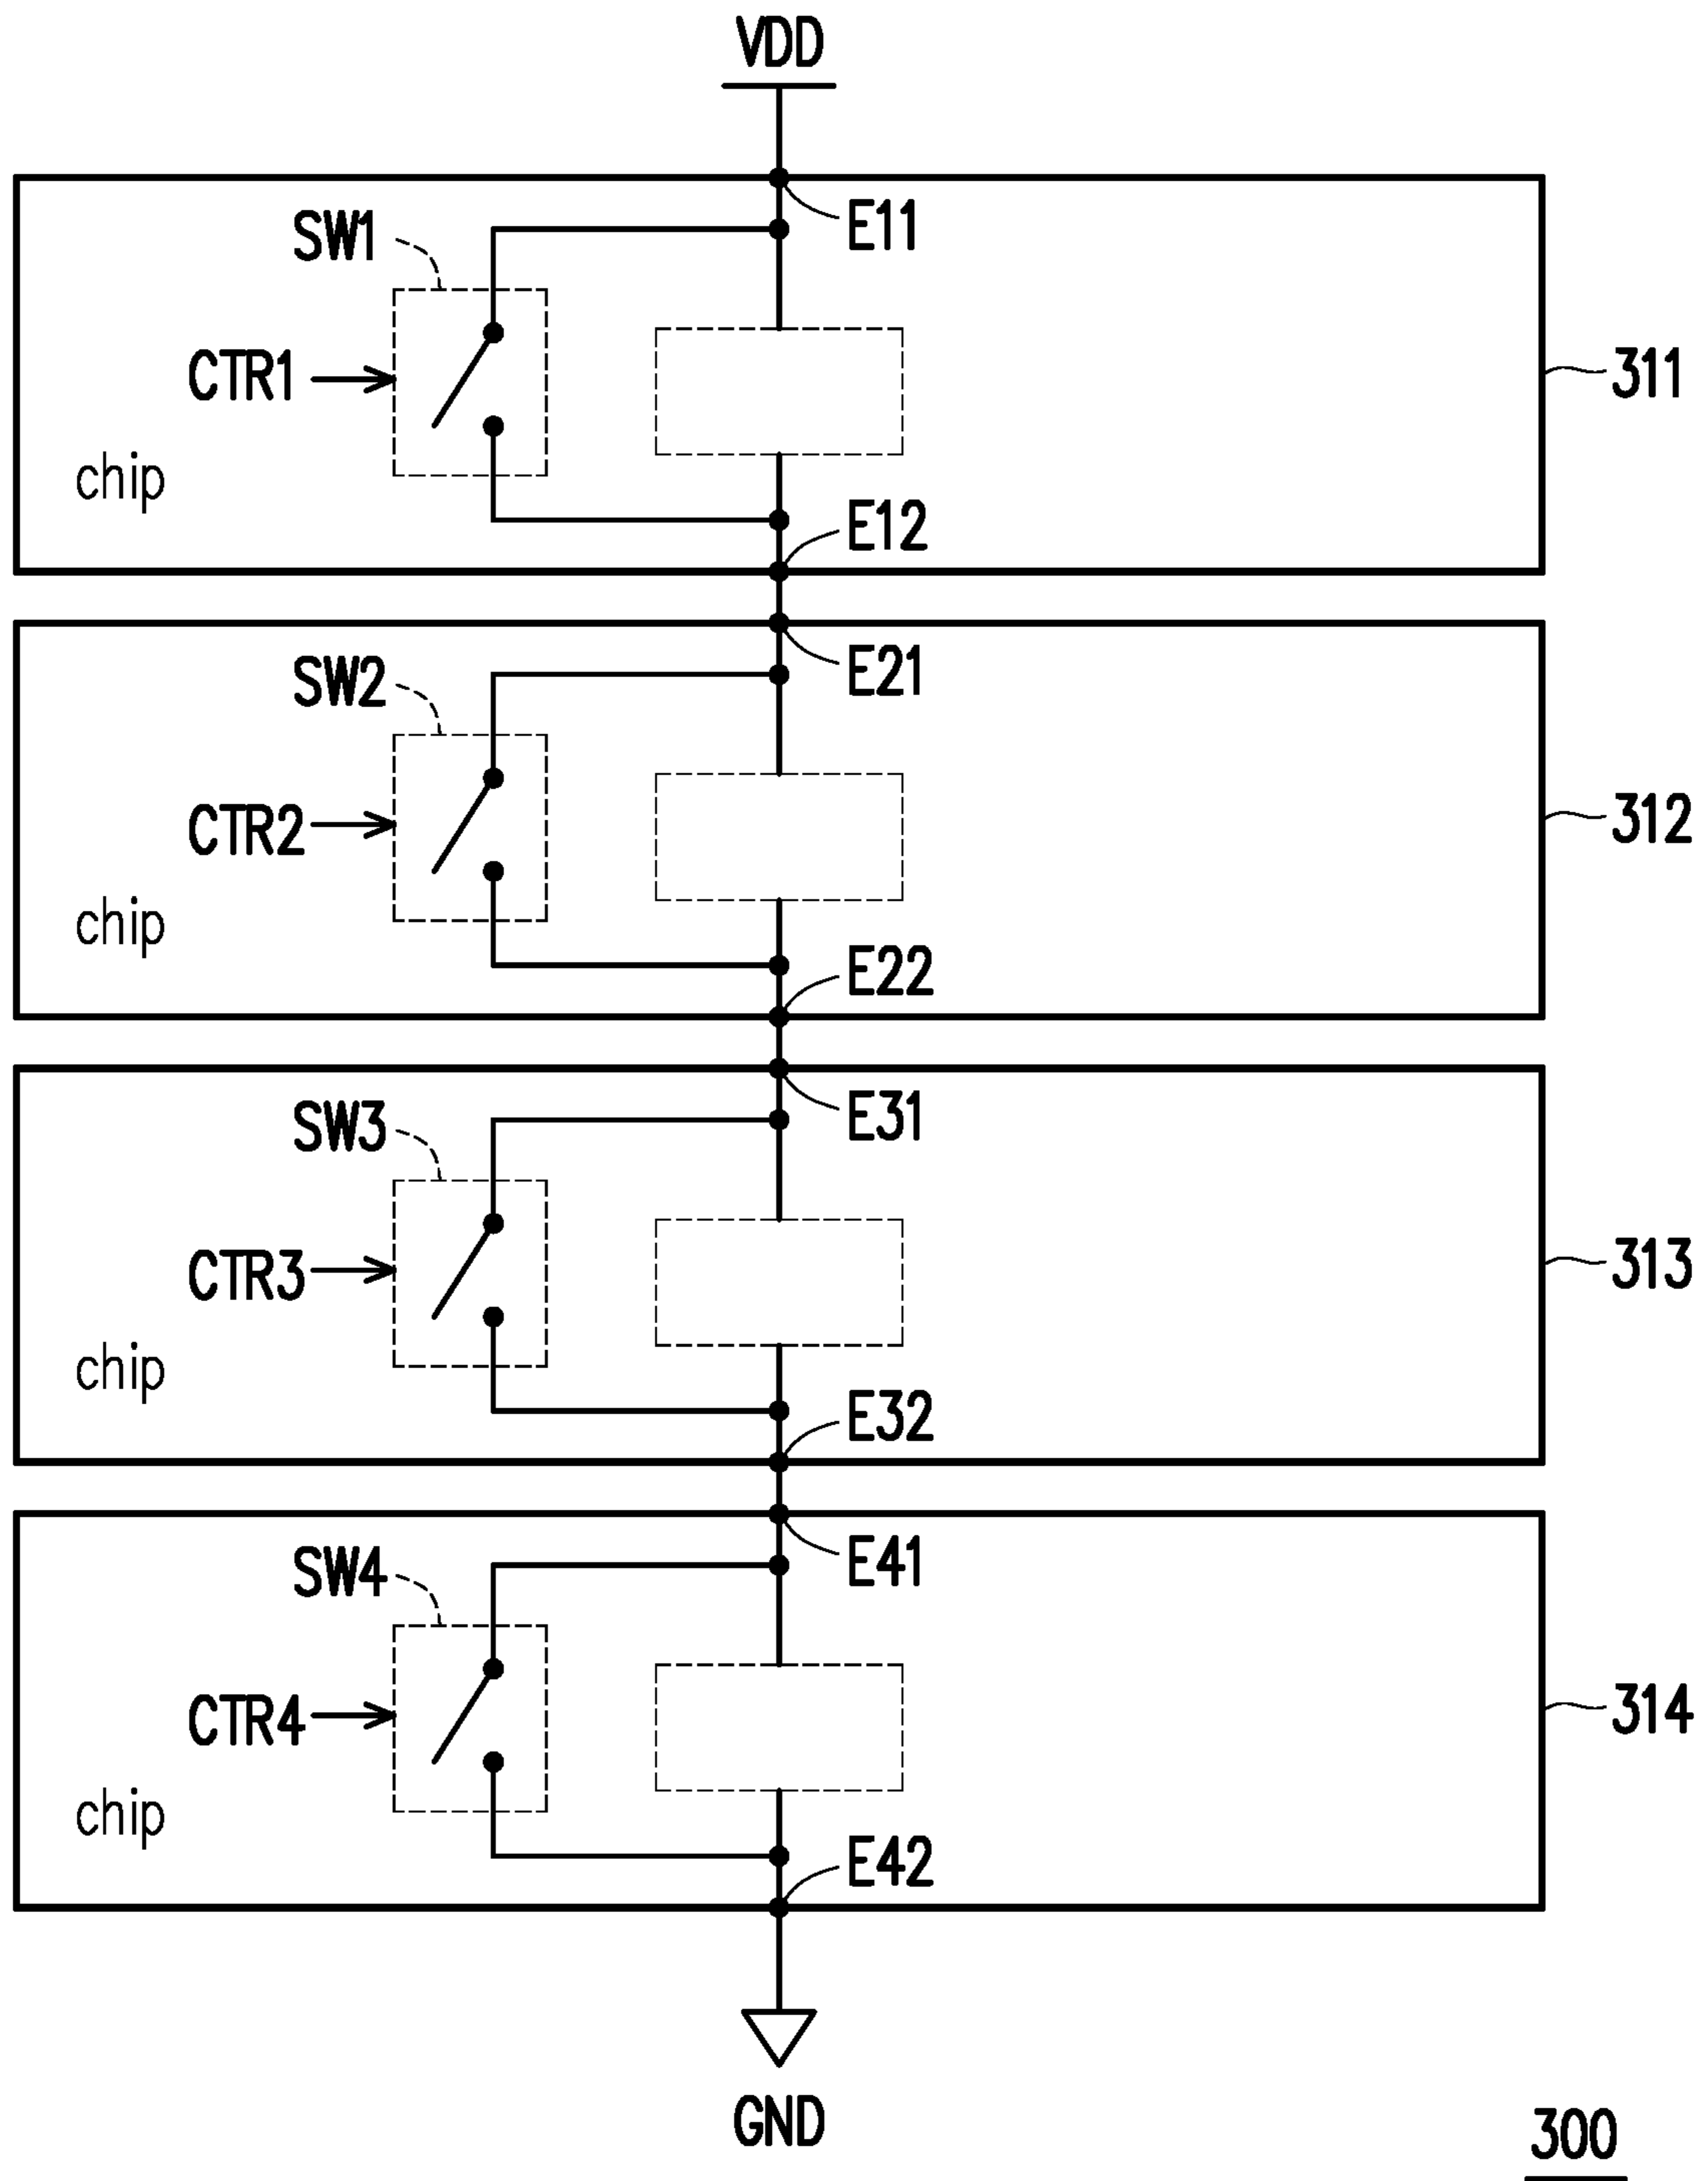 VDD
E11
SW1
CTR1
311
chip
E12
E21
SW2
CTR2
312
chip
E22
E31
SW3
CTR3
313
chip
E32
E41
SW4
CTR4
314
chip
E42
GND
300